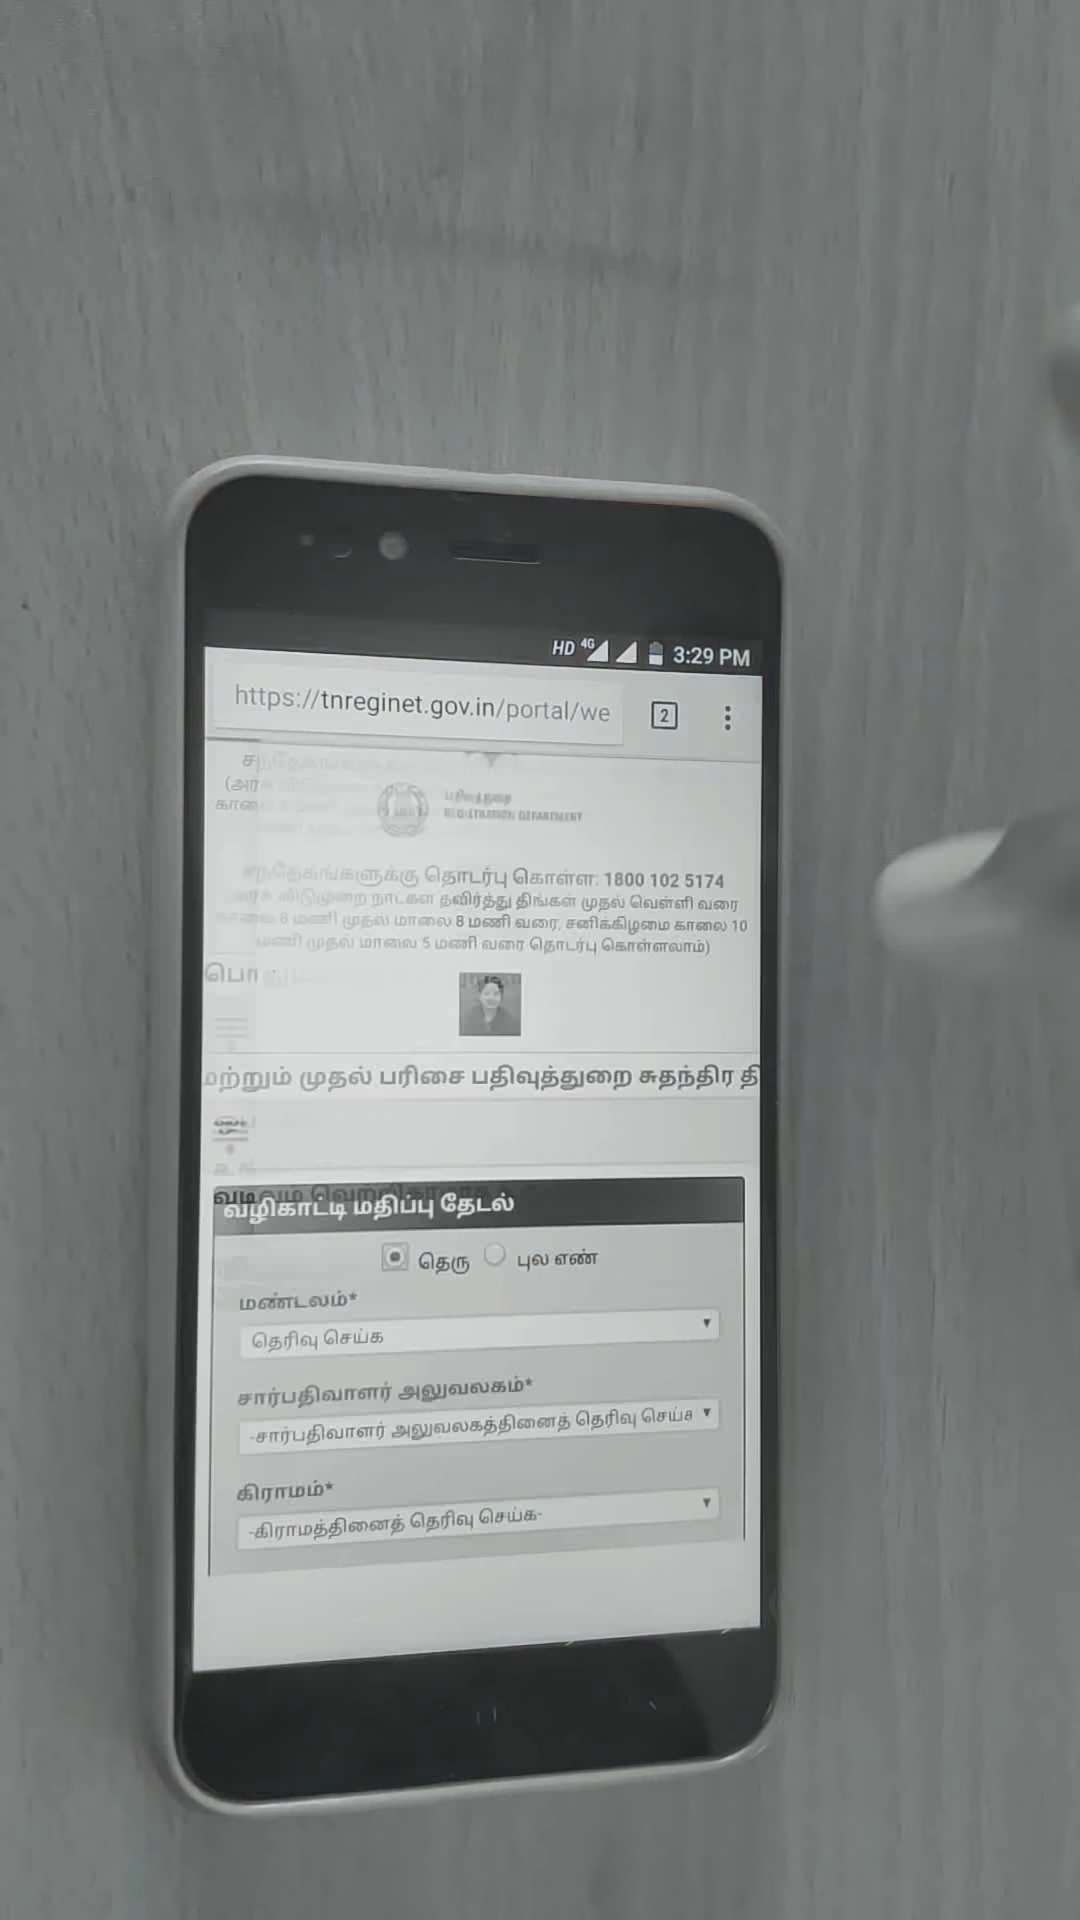 HD 4G 3:29 PM
https://tnreginet.gov.in/portal/we
2
பதிவுத்துறை
REGISTRATION DEPARTMENT
சந்தேகங்களுக்கு தொடர்பு கொள்ள: 1800 102 5174
(அரசு விடுமுறை நாட்கள் தவிர்த்து திங்கள் முதல் வெள்ளி வரை
காலை 8 மணி முதல் மாலை 8 மணி வரை, சனிக்கிழமை காலை 10
மணி முதல் மாலை 5 மணி வரை தொடர்பு கொள்ளலாம்)
மற்றும் முதல் பரிசை பதிவுத்துறை சுதந்திர தி
வழிகாட்டி மதிப்பு தேடல்
தெரு புல எண்
மண்டலம்*
தெரிவு செய்க
சார்பதிவாளர் அலுவலகம்*
-சார்பதிவாளர் அலுவலகத்தினைத் தெரிவு செய்க
கிராமம்*
-கிராமத்தினைத் தெரிவு செய்க-